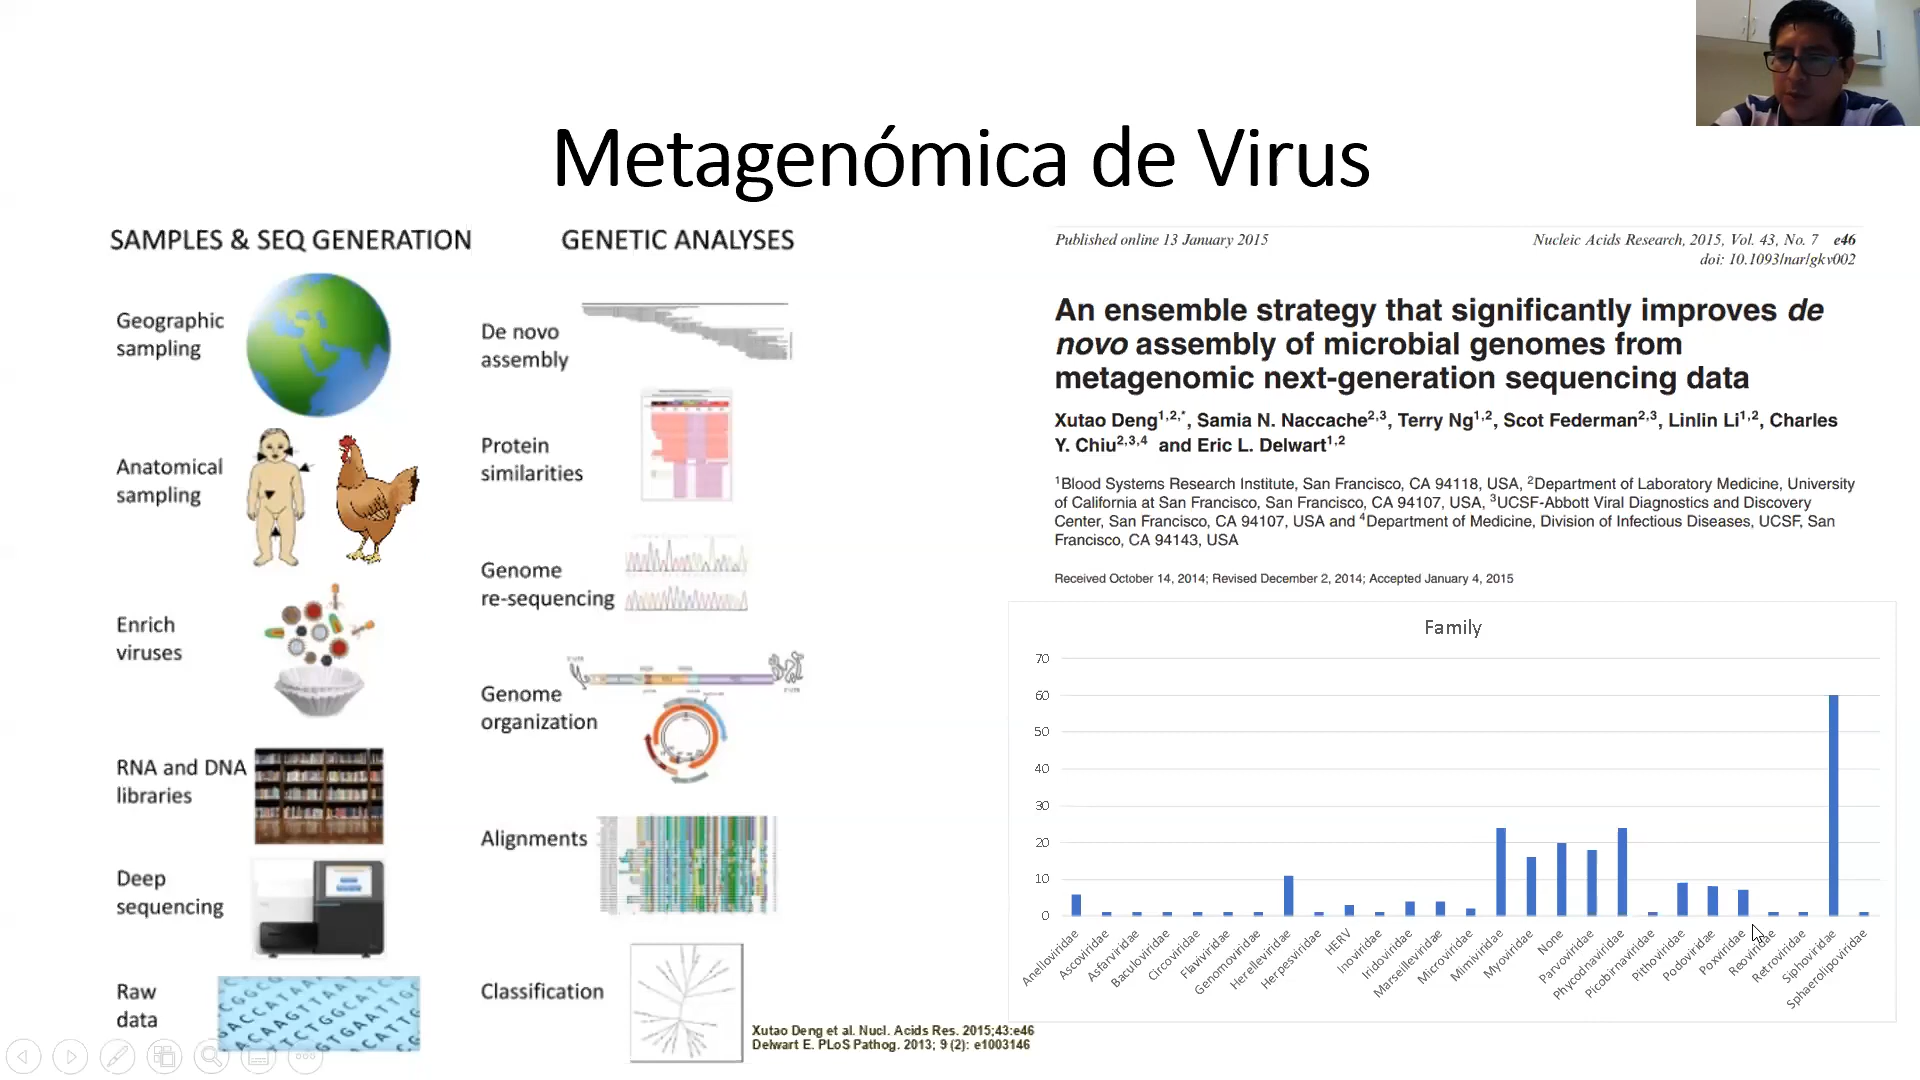 Metagenómica de Virus
SAMPLES & SEQ GENERATION
Geographic
sampling
Anatomical
sampling
Enrich
viruses
RNA and DNA
libraries
Deep
sequencing
Raw
data
GENETIC ANALYSES
De novo
assembly
Protein
similarities
Genome
re-sequencing
Genome
organization
Alignments
Classification
Xutao Deng et al. Nucl. Acids Res. 2015;43:e46
Delwart E. PLoS Pathog. 2013; 9 (2): e1003146
Published online 13 January 2015
Nucleic Acids Research, 2015, Vol. 43, No. 7 e46
doi: 10.1093/nar/gkv002
An ensemble strategy that significantly improves de
novo assembly of microbial genomes from
metagenomic next-generation sequencing data
Xutao Deng1,2,*, Samia N. Naccache2,3, Terry Ng1,2, Scot Federman2,3, Linlin Li1,2, Charles
Y. Chiu2,3,4 and Eric L. Delwart1,2
1Blood Systems Research Institute, San Francisco, CA 94118, USA, 2Department of Laboratory Medicine, University
of California at San Francisco, San Francisco, CA 94107, USA, 3UCSF-Abbott Viral Diagnostics and Discovery
Center, San Francisco, CA 94107, USA and 4Department of Medicine, Division of Infectious Diseases, UCSF, San
Francisco, CA 94143, USA
Received October 14, 2014; Revised December 2, 2014; Accepted January 4, 2015
Family
70
60
50
40
30
20
10
0
Anelloviridae
Ascoviridae
Asfarviridae
Baculoviridae
Circoviridae
Flaviviridae
Genomoviridae
Herelleviridae
Herpesviridae
HERV
Inoviridae
Iridoviridae
Marseilleviridae
Microviridae
Mimiviridae
Myoviridae
None
Parvoviridae
Phycodnaviridae
Picobirnaviridae
Pithoviridae
Podoviridae
Poxviridae
Reoviridae
Retroviridae
Siphoviridae
Sphaerolipoviridae